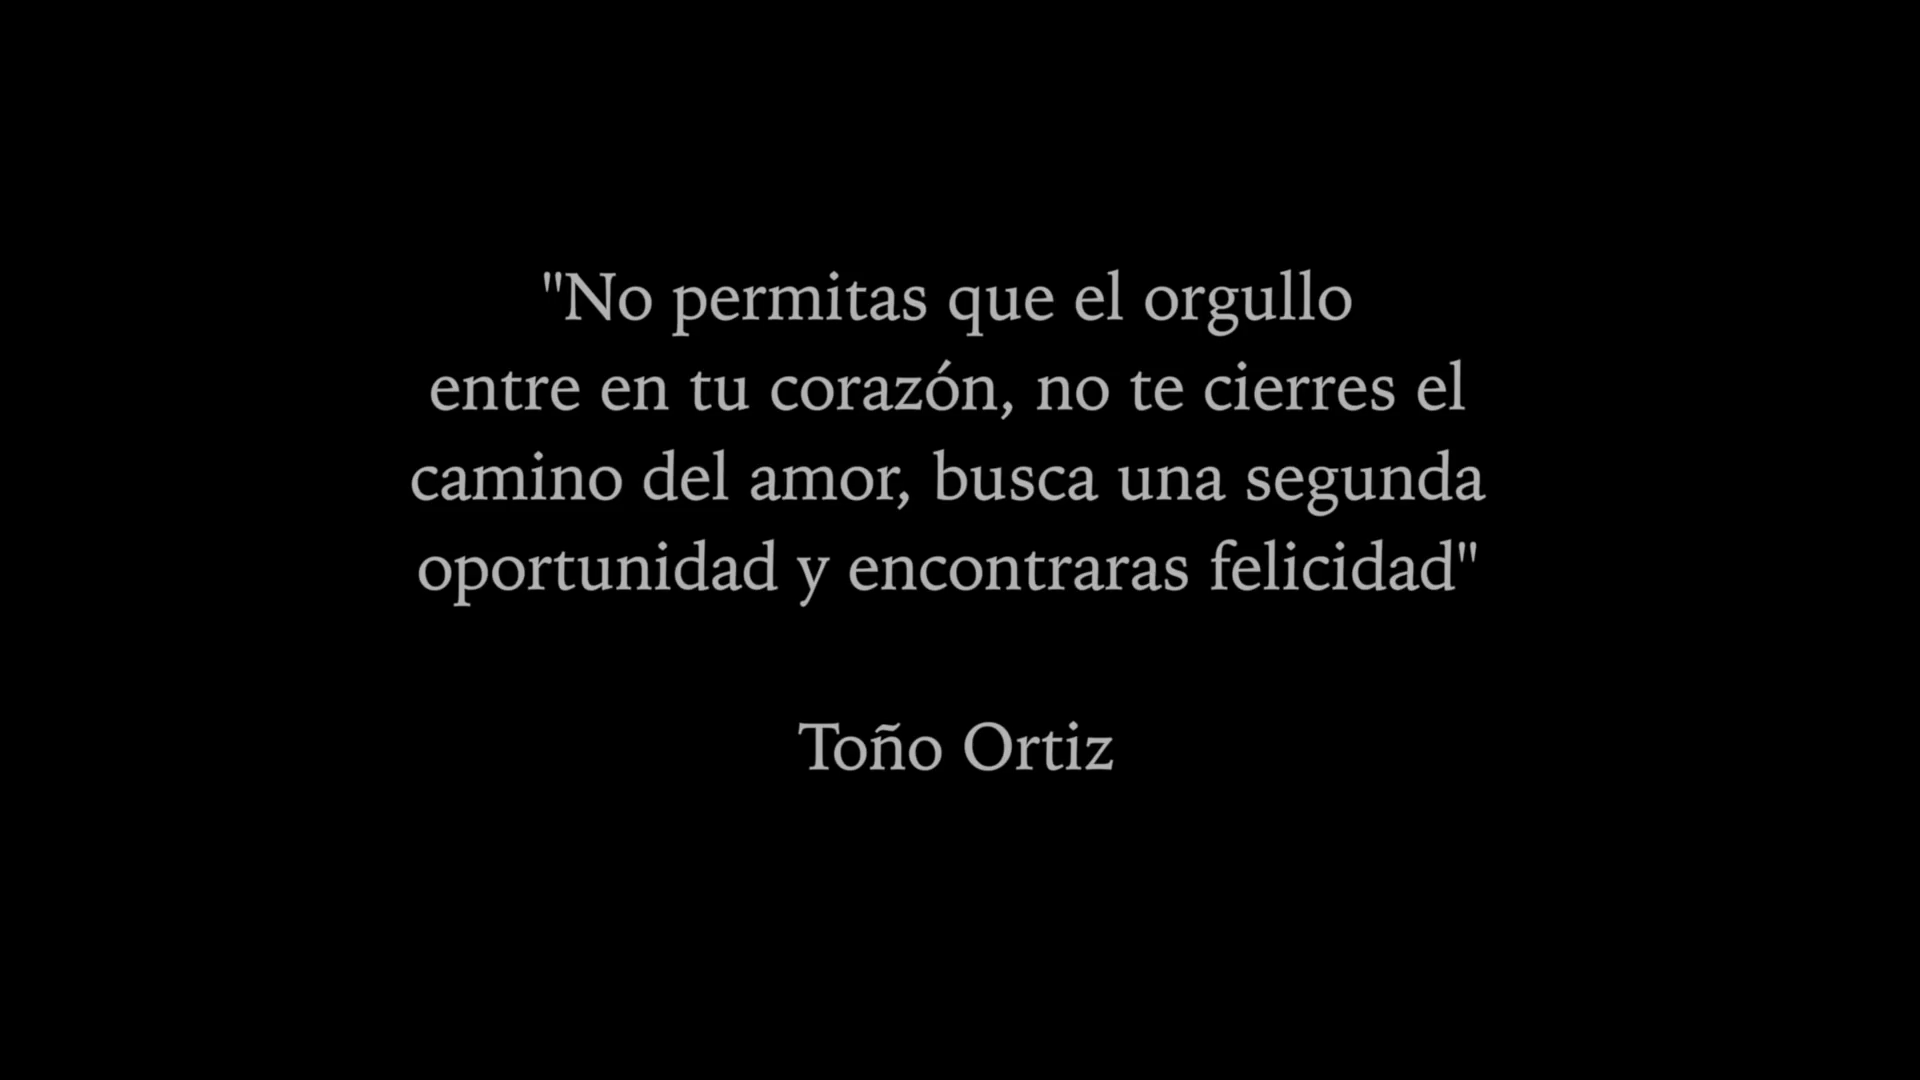 "No permitas que el orgullo
entre en tu corazón, no te cierres el
camino del amor, busca una segunda
oportunidad y encontraras felicidad"
Toño Ortiz